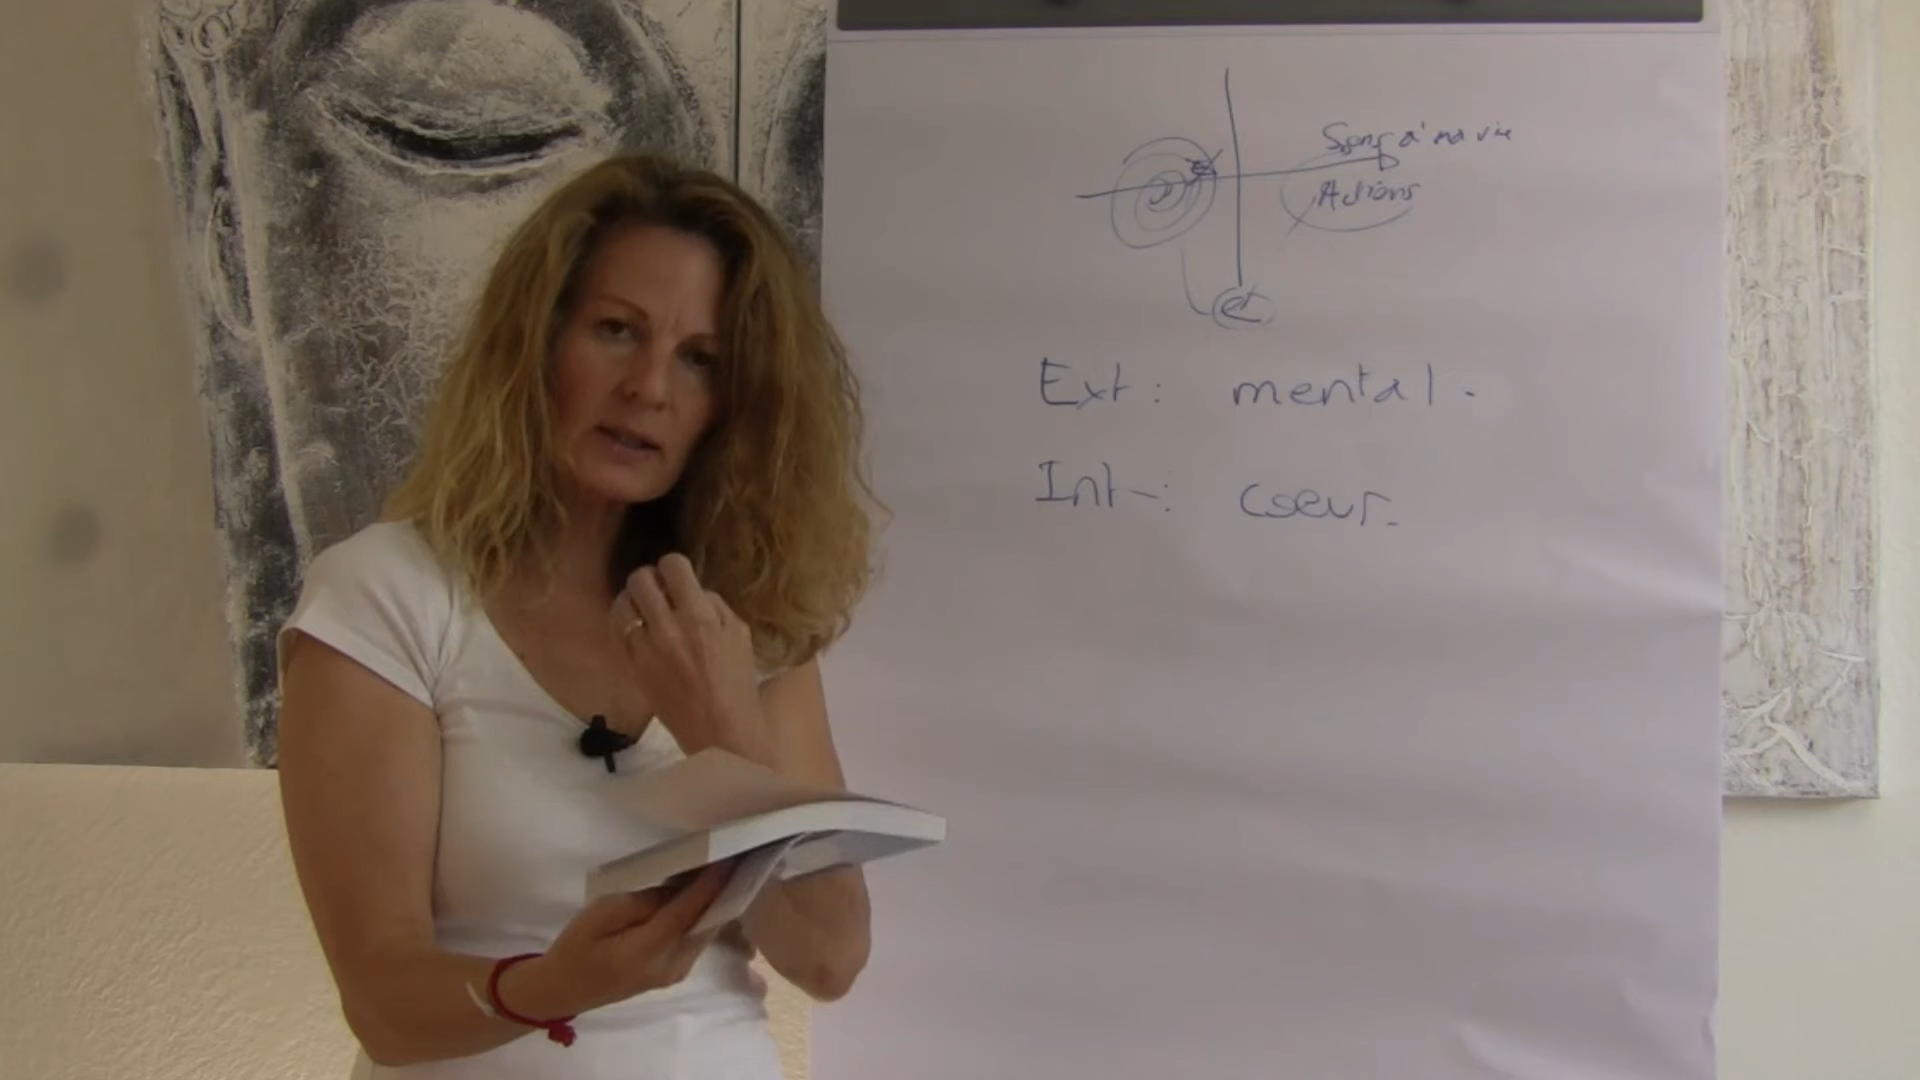 Sens à ma vie
Actions
Ext : mental.
Int : coeur.